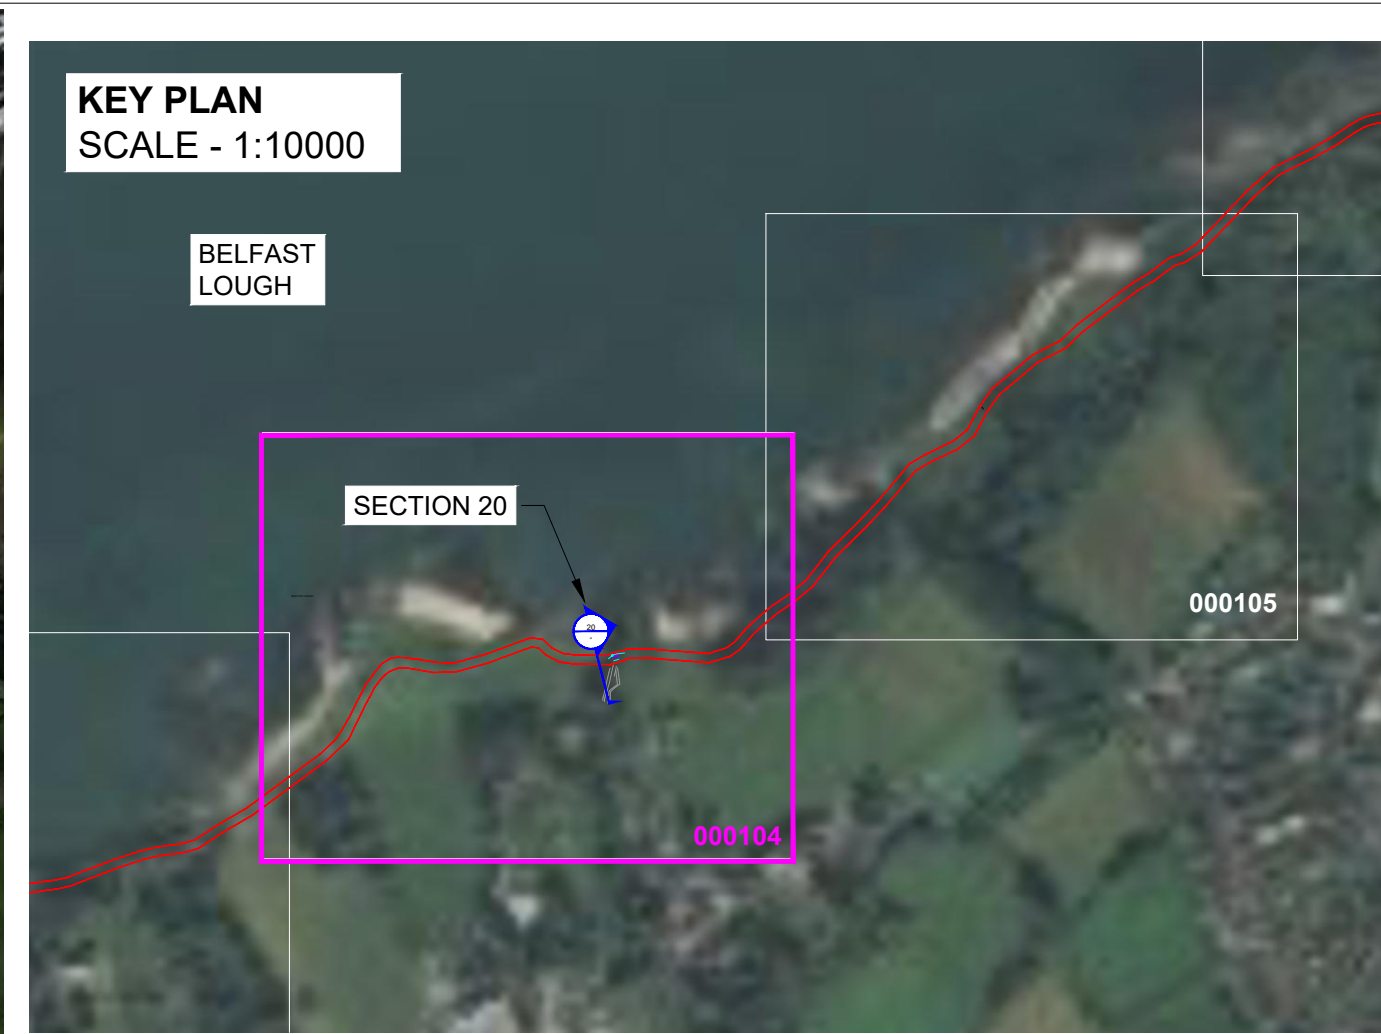 KEY PLAN
SCALE - 1:10000
BELFAST
LOUGH
SECTION 20
20
-
000105
000104